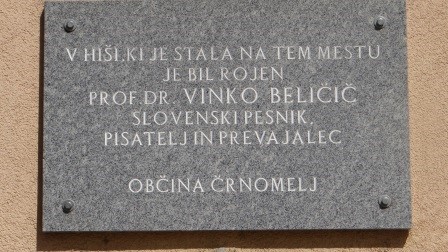 V HIŠI, KI JE STALA NA TEM MESTU
JE BIL ROJEN
PROF. DR. VINKO BELIČIČ
SLOVENSKI PESNIK,
PISATELJ IN PREVAJALEC
OBČINA ČRNOMELJ